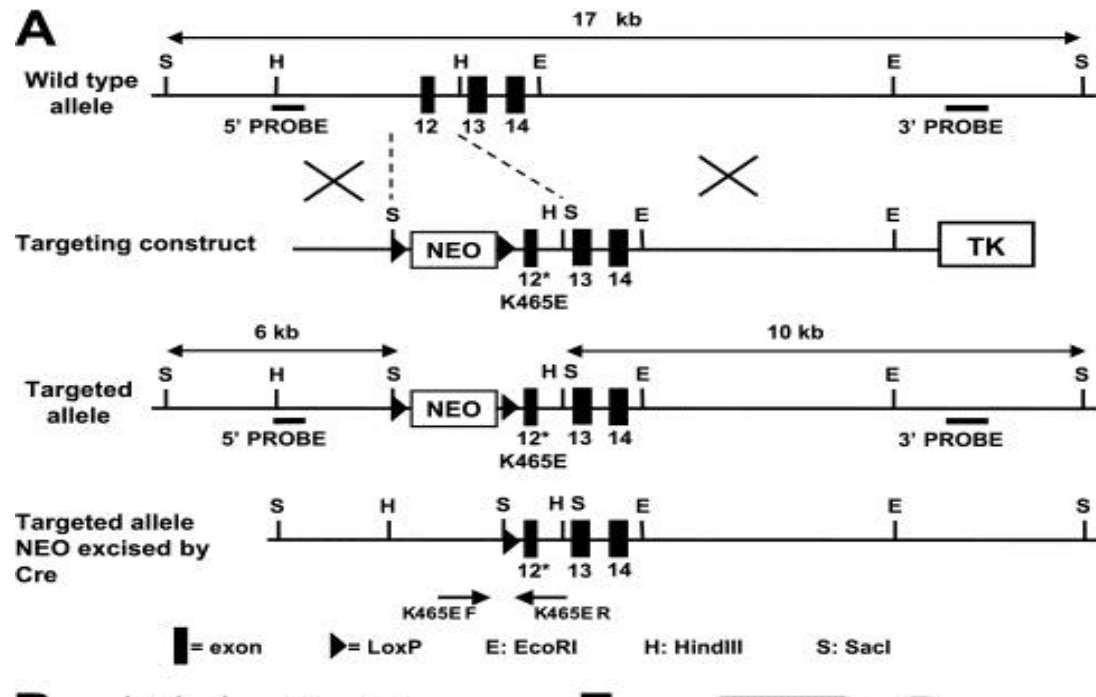 A
17 kb
S H H E E S
Wild type
allele
5' PROBE 12 13 14 3' PROBE
S H S E E
Targeting construct NEO TK
12* 13 14
K465E
6 kb 10 kb
S H S H S E E S
Targeted
allele
NEO
5' PROBE 12* 13 14 3' PROBE
K465E
S H S H S E E S
Targeted allele
NEO excised by
Cre
12* 13 14
K465E F K465E R
= exon = LoxP E: EcoRI H: HindIII S: SacI